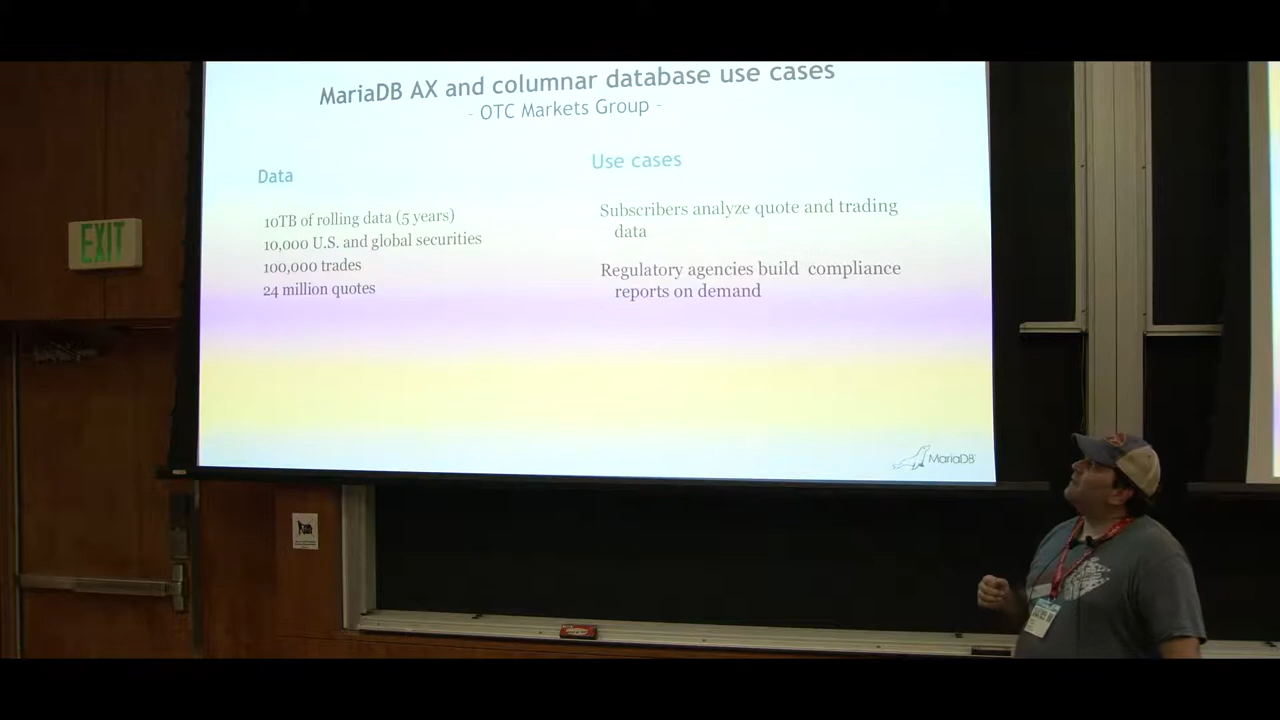 MariaDB AX and columnar database use cases
- OTC Markets Group -
Data
10TB of rolling data (5 years)
10,000 U.S. and global securities
100,000 trades
24 million quotes
Use cases
Subscribers analyze quote and trading
data
Regulatory agencies build compliance
reports on demand
MariaDB
EXIT